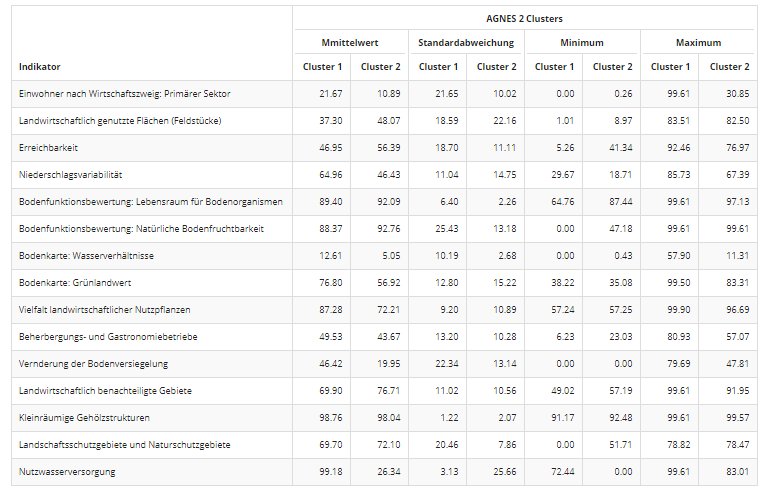 AGNES 2 Clusters
Mmittelwert Standardabweichung Minimum Maximum
Indikator Cluster 1 Cluster 2 Cluster 1 Cluster 2 Cluster 1 Cluster 2 Cluster 1 Cluster 2
Einwohner nach Wirtschaftszweig: Primärer Sektor 21.67 10.89 21.65 10.02 0.00 0.26 99.61 30.85
Landwirtschaftlich genutzte Flächen (Feldstücke) 37.30 48.07 18.59 22.16 1.01 8.97 83.51 82.50
Erreichbarkeit 46.95 56.39 18.70 11.11 5.26 41.34 92.46 76.97
Niederschlagsvariabilität 64.96 46.43 11.04 14.75 29.67 18.71 85.73 67.39
Bodenfunktionsbewertung: Lebensraum für Bodenorganismen 89.40 92.09 6.40 2.26 64.76 87.44 99.61 97.13
Bodenfunktionsbewertung: Natürliche Bodenfruchtbarkeit 88.37 92.76 25.43 13.18 0.00 47.18 99.61 99.61
Bodenkarte: Wasserverhältnisse 12.61 5.05 10.19 2.68 0.00 0.43 57.90 11.31
Bodenkarte: Grünlandwert 76.80 56.92 12.80 15.22 38.22 35.08 99.50 83.31
Vielfalt landwirtschaftlicher Nutzpflanzen 87.28 72.21 9.20 10.89 57.24 57.25 99.90 96.69
Beherbergungs- und Gastronomiebetriebe 49.53 43.67 13.20 10.28 6.23 23.03 80.93 57.07
Vernderung der Bodenversiegelung 46.42 19.95 22.34 13.14 0.00 0.00 79.69 47.81
Landwirtschaftlich benachteiligte Gebiete 69.90 76.71 11.02 10.56 49.02 57.19 99.61 91.95
Kleinräumige Gehölzstrukturen 98.76 98.04 1.22 2.07 91.17 92.48 99.61 99.57
Landschaftsschutzgebiete und Naturschutzgebiete 69.70 72.10 20.46 7.86 0.00 51.71 78.82 78.47
Nutzwasserversorgung 99.18 26.34 3.13 25.66 72.44 0.00 99.61 83.01